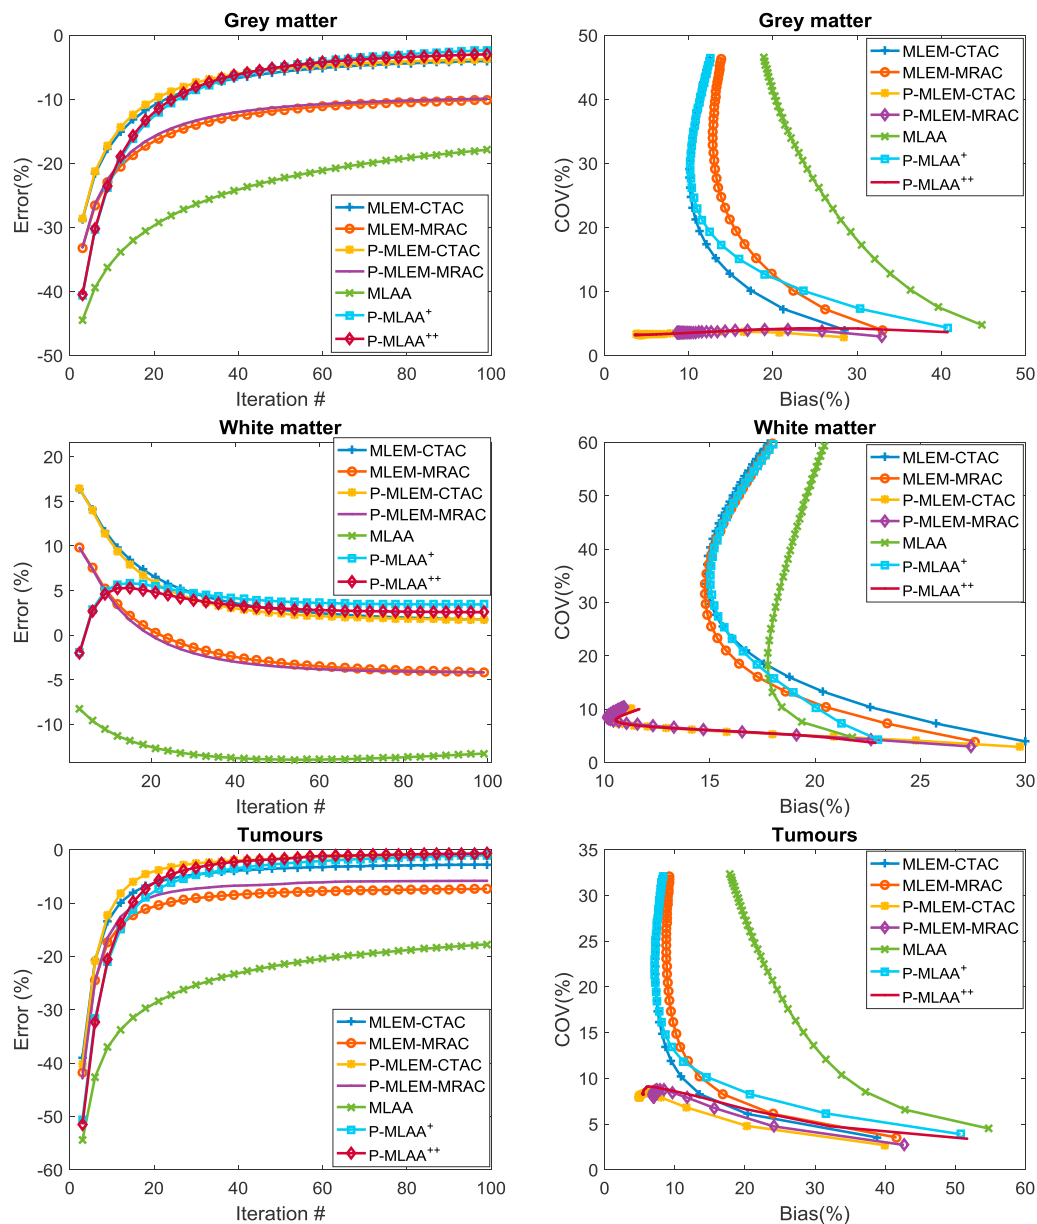 Grey matter
0
-10
-20
-30
-40
-50
Error(%)
MLEM-CTAC
MLEM-MRAC
P-MLEM-CTAC
P-MLEM-MRAC
MLAA
P-MLAA⁺
P-MLAA⁺⁺
0 20 40 60 80 100
Iteration #
Grey matter
50
40
30
20
10
0
COV(%)
MLEM-CTAC
MLEM-MRAC
P-MLEM-CTAC
P-MLEM-MRAC
MLAA
P-MLAA⁺
P-MLAA⁺⁺
0 10 20 30 40 50
Bias(%)
White matter
20
15
10
5
0
-5
-10
Error (%)
MLEM-CTAC
MLEM-MRAC
P-MLEM-CTAC
P-MLEM-MRAC
MLAA
P-MLAA⁺
P-MLAA⁺⁺
20 40 60 80 100
Iteration #
White matter
60
50
40
30
20
10
0
COV(%)
MLEM-CTAC
MLEM-MRAC
P-MLEM-CTAC
P-MLEM-MRAC
MLAA
P-MLAA⁺
P-MLAA⁺⁺
10 15 20 25 30
Bias(%)
Tumours
0
-10
-20
-30
-40
-50
-60
Error (%)
MLEM-CTAC
MLEM-MRAC
P-MLEM-CTAC
P-MLEM-MRAC
MLAA
P-MLAA⁺
P-MLAA⁺⁺
0 20 40 60 80 100
Iteration #
Tumours
35
30
25
20
15
10
5
0
COV(%)
MLEM-CTAC
MLEM-MRAC
P-MLEM-CTAC
P-MLEM-MRAC
MLAA
P-MLAA⁺
P-MLAA⁺⁺
0 10 20 30 40 50 60
Bias(%)